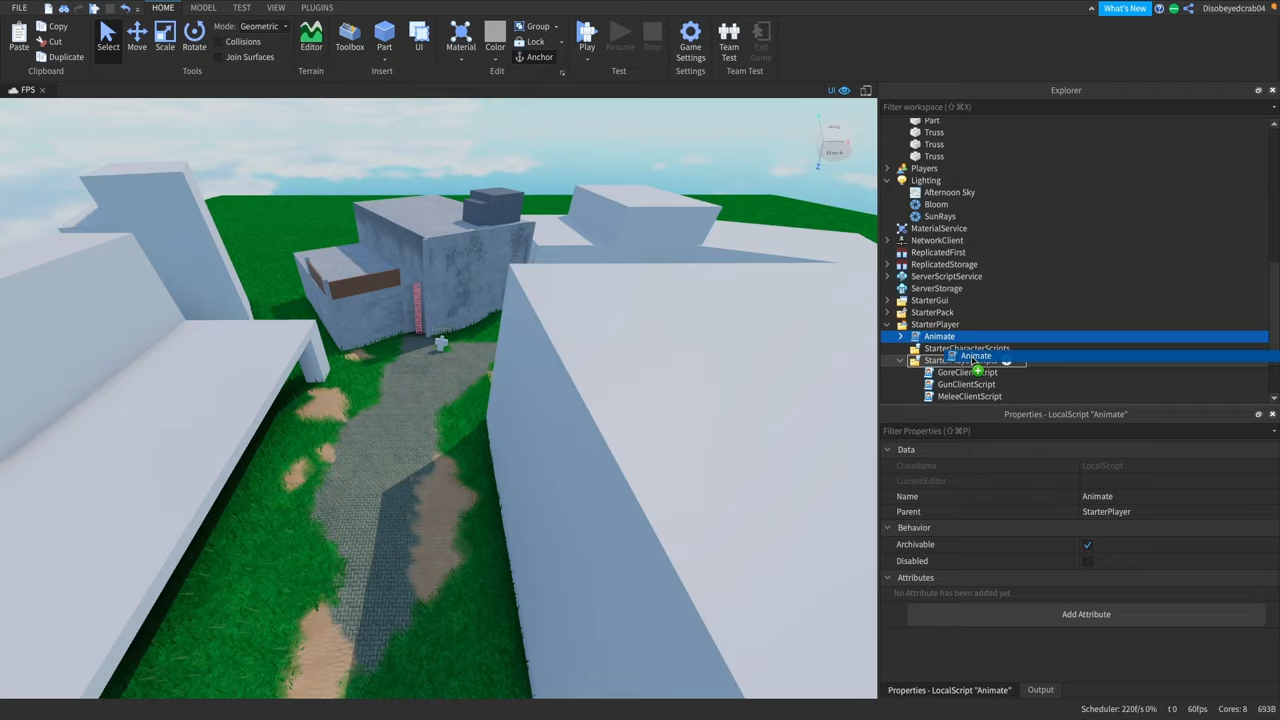 FILE
HOME
MODEL
TEST
VIEW
PLUGINS
What's New
Disobeyedcrab04
Paste
Copy
Cut
Duplicate
Clipboard
Select
Move
Scale
Rotate
Mode: Geometric
Collisions
Join Surfaces
Tools
Editor
Terrain
Toolbox
Part
UI
Insert
Material
Color
Group
Lock
Anchor
Edit
Play
Resume
Stop
Test
Game
Settings
Settings
Team
Test
Exit
Game
Team Test
FPS
UI
Back
Explorer
Filter workspace (⇧⌘X)
Part
Truss
Truss
Truss
Players
Lighting
Afternoon Sky
Bloom
SunRays
MaterialService
NetworkClient
ReplicatedFirst
ReplicatedStorage
ServerScriptService
ServerStorage
StarterGui
StarterPack
StarterPlayer
Animate
StarterCharacterScripts
Animate
GoreClientScript
GunClientScript
MeleeClientScript
Properties - LocalScript "Animate"
Filter Properties (⇧⌘P)
Data
ClassName LocalScript
CurrentEditor
Name Animate
Parent StarterPlayer
Behavior
Archivable
Disabled
Attributes
No Attribute has been added yet
Add Attribute
Properties - LocalScript "Animate"
Output
Scheduler: 220f/s 0% t 0 60fps Cores: 8 693B